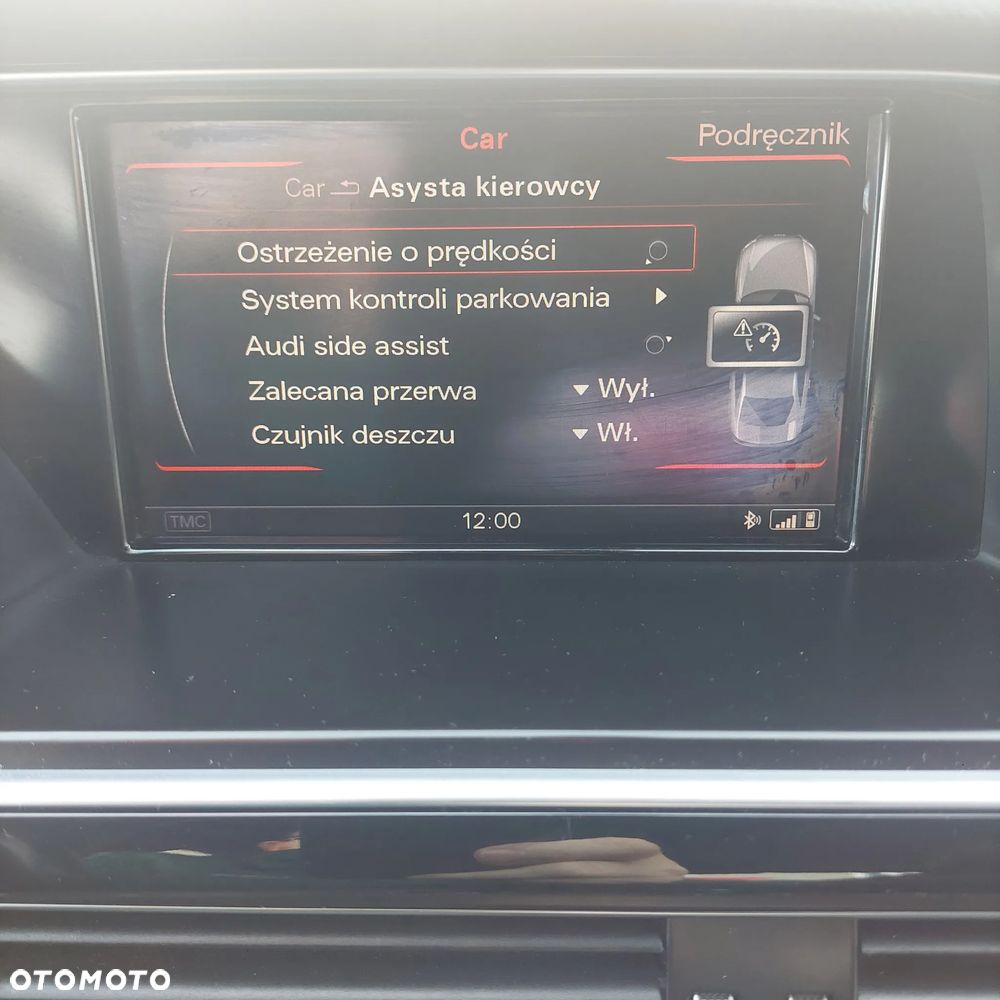 Car
Podręcznik
Car Asysta kierowcy
Ostrzeżenie o prędkości
System kontroli parkowania
Audi side assist
Zalecana przerwa Wył.
Czujnik deszczu Wł.
TMC 12:00
OTOMOTO